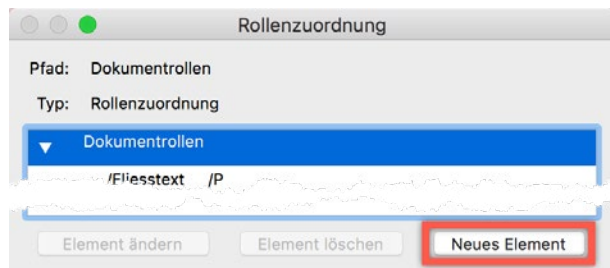 Rollenzuordnung
Pfad: Dokumentrollen
Typ: Rollenzuordnung
Dokumentrollen
/Fliesstext /P
Element ändern Element löschen Neues Element